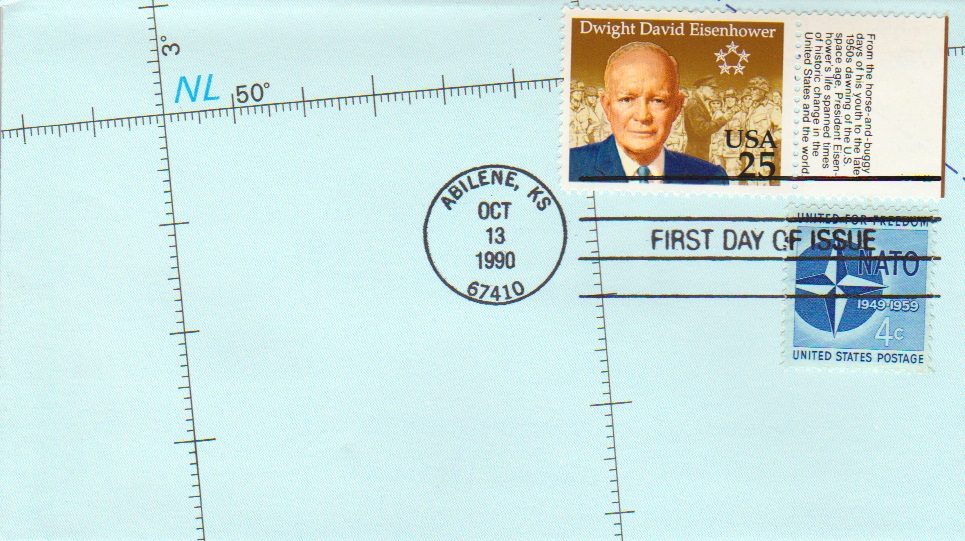 3°
NL
50°
Dwight David Eisenhower
USA
25
From the horse-and-buggy
days of his youth to the late
1950s dawning of the U.S.
space age, President Eisen-
hower's life spanned times
of historic change in the
United States and the world.
ABILENE, KS
OCT
13
1990
67410
FIRST DAY OF ISSUE
UNITED FOR FREEDOM
NATO
1949-1959
4c
UNITED STATES POSTAGE